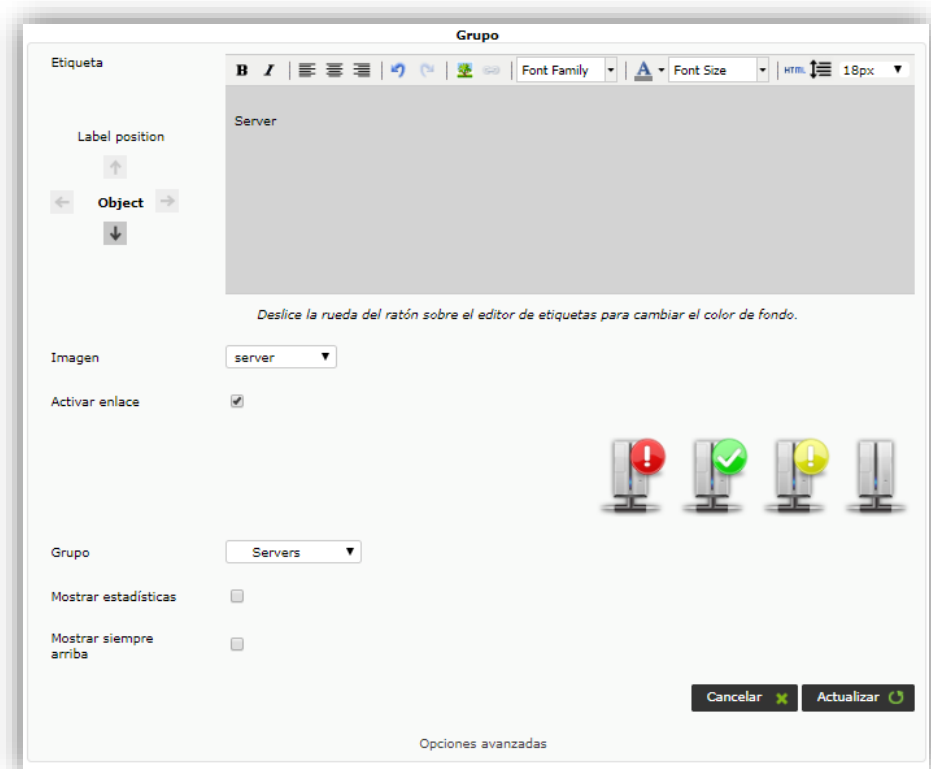 Grupo
Etiqueta
B I Font Family A Font Size HTML 18px
Server
Label position
Object
Deslice la rueda del ratón sobre el editor de etiquetas para cambiar el color de fondo.
Imagen
server
Activar enlace
Grupo
Servers
Mostrar estadísticas
Mostrar siempre
arriba
Cancelar Actualizar
Opciones avanzadas